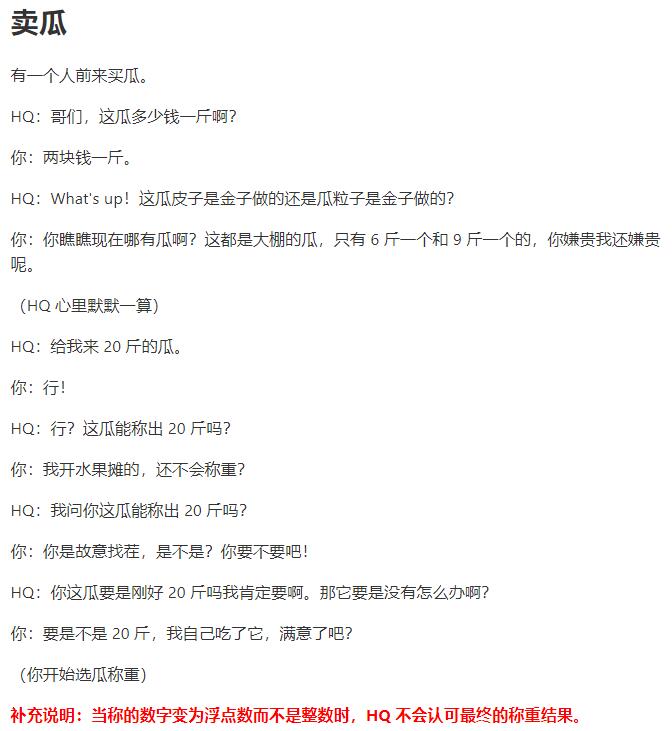 卖瓜
有一个人前来买瓜。
HQ：哥们，这瓜多少钱一斤啊？
你：两块钱一斤。
HQ：What's up！这瓜皮子是金子做的还是瓜粒子是金子做的？
你：你瞧瞧现在哪有瓜啊？这都是大棚的瓜，只有 6 斤一个和 9 斤一个的，你嫌贵我还嫌贵
呢。
（HQ 心里默默一算）
HQ：给我来 20 斤的瓜。
你：行！
HQ：行？这瓜能称出 20 斤吗？
你：我开水果摊的，还不会称重？
HQ：我问你这瓜能称出 20 斤吗？
你：你是故意找茬，是不是？你要不要吧！
HQ：你这瓜要是刚好 20 斤吗我肯定要啊。那它要是没有怎么办啊？
你：要是不是 20 斤，我自己吃了它，满意了吧？
（你开始选瓜称重）
补充说明：当称的数字变为浮点数而不是整数时，HQ 不会认可最终的称重结果。